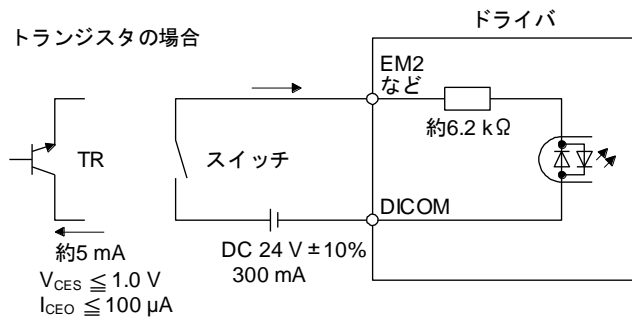 ドライバ
トランジスタの場合
EM2
など
約6.2 kΩ
TR
スイッチ
DICOM
約5 mA
VCES ≦ 1.0 V
ICEO ≦ 100 µA
DC 24 V ± 10%
300 mA